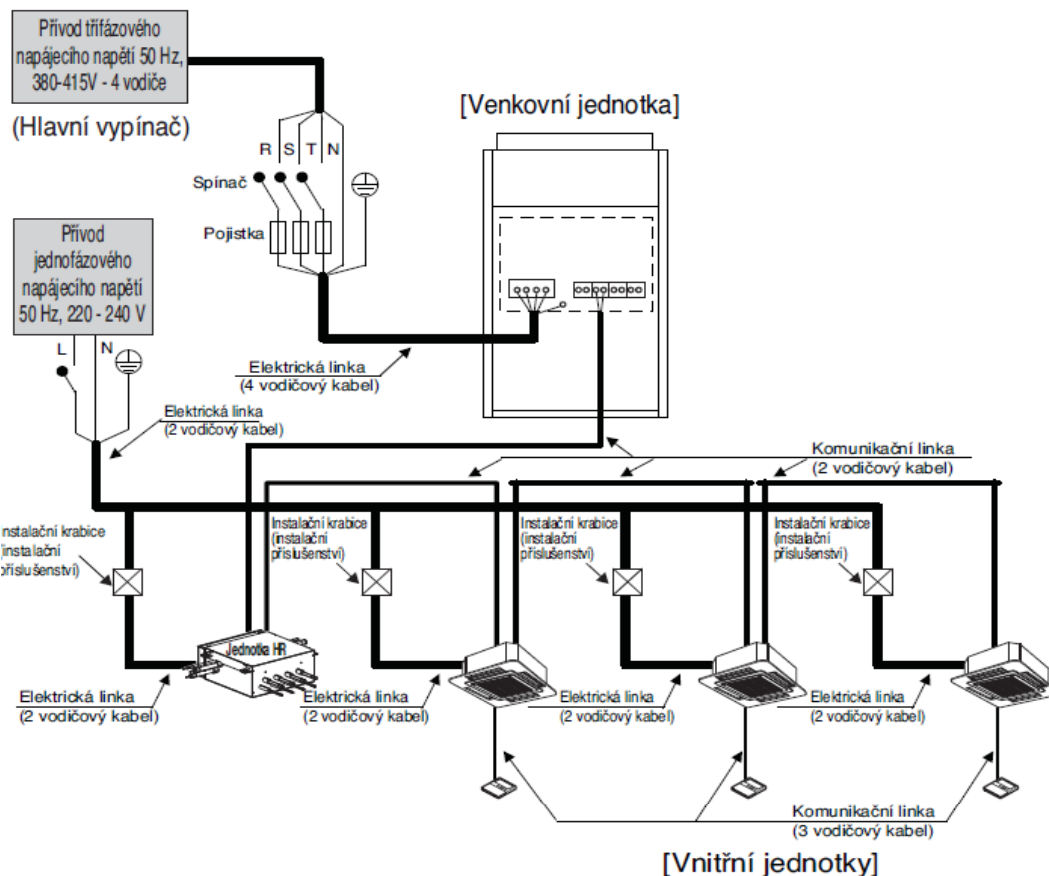 Přívod třífázového
napájecího napětí 50 Hz,
380-415V - 4 vodiče
(Hlavní vypínač)
[Venkovní jednotka]
R S T N
Spínač
Pojistka
Přívod
jednofázového
napájecího napětí
50 Hz, 220 - 240 V
L N
Elektrická linka
(4 vodičový kabel)
Elektrická linka
(2 vodičový kabel)
Komunikační linka
(2 vodičový kabel)
nstalační krabice
(instalační
příslušenství)
Instalační krabice
(instalační
příslušenství)
Instalační krabice
(instalační
příslušenství)
Instalační krabice
(instalační
příslušenství)
Jednotka HR
Elektrická linka
(2 vodičový kabel)
Elektrická linka
(2 vodičový kabel)
Elektrická linka
(2 vodičový kabel)
Elektrická linka
(2 vodičový kabel)
Komunikační linka
(3 vodičový kabel)
[Vnitřní jednotky]